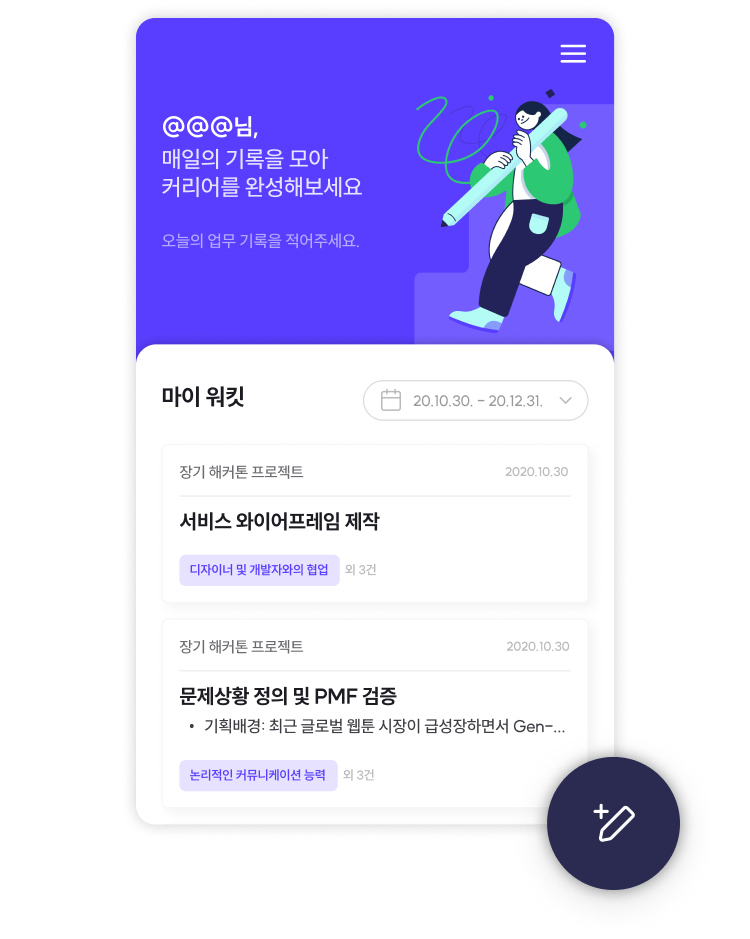 @@@님,
매일의 기록을 모아
커리어를 완성해보세요
오늘의 업무 기록을 적어주세요.
마이 워킷
20.10.30. - 20.12.31.
장기 해커톤 프로젝트
2020.10.30
서비스 와이어프레임 제작
디자이너 및 개발자와의 협업
외 3건
장기 해커톤 프로젝트
2020.10.30
문제상황 정의 및 PMF 검증
• 기획배경: 최근 글로벌 웹툰 시장이 급성장하면서 Gen-...
논리적인 커뮤니케이션 능력
외 3건